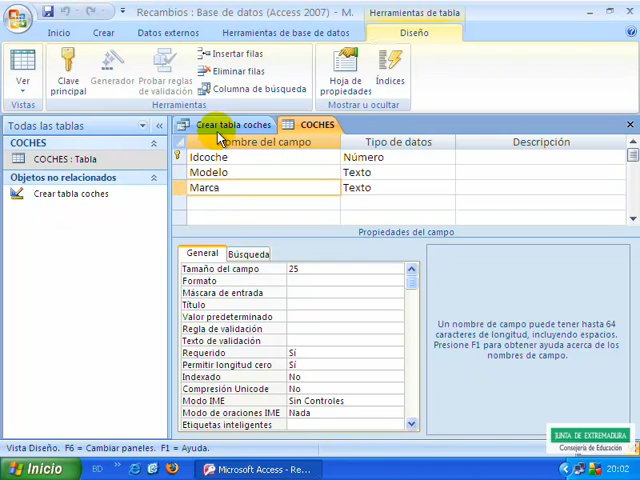 Recambios : Base de datos (Access 2007) - M.
Herramientas de tabla
Inicio
Crear
Datos externos
Herramientas de base de datos
Diseño
Ver
Clave principal
Generador
Probar reglas de validación
Insertar filas
Eliminar filas
Columna de búsqueda
Hoja de propiedades
Índices
Vistas
Herramientas
Mostrar u ocultar
Todas las tablas
COCHES
COCHES : Tabla
Objetos no relacionados
Crear tabla coches
Crear tabla coches
COCHES
Nombre del campo
Tipo de datos
Descripción
Idcoche
Número
Modelo
Texto
Marca
Texto
Propiedades del campo
General
Búsqueda
Tamaño del campo
25
Formato
Máscara de entrada
Título
Valor predeterminado
Regla de validación
Texto de validación
Requerido
Sí
Permitir longitud cero
Sí
Indexado
No
Compresión Unicode
No
Modo IME
Sin Controles
Modo de oraciones IME
Nada
Etiquetas inteligentes
Un nombre de campo puede tener hasta 64
caracteres de longitud, incluyendo espacios.
Presione F1 para obtener ayuda acerca de los
nombres de campo.
JUNTA DE EXTREMADURA
Consejería de Educación
Vista Diseño. F6 = Cambiar paneles. F1 = Ayuda.
Inicio
BD
»
Microsoft Access - Re...
20:02